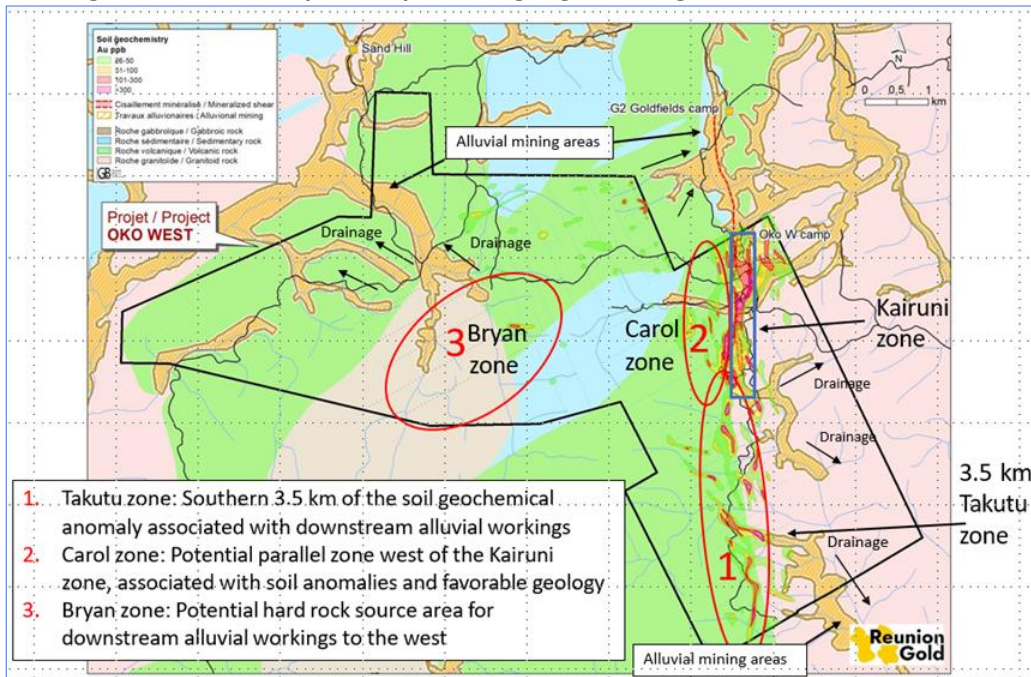 Soil geochemistry
Au ppb
26-50
51-100
101-300
>300
Cisaillement minéralisé / Mineralized shear
Travaux alluvionaires : Alluvional mining
Roche gabbroïque / Gabbroic rock
Roche sédimentaire / Sedimentary rock
Roche volcanique / Volcanic rock
Roche granitoïde / Granitoid rock
Sand Hill
N
0 0,5 1
km
G2 Goldfields camp
Alluvial mining areas
Projet / Project
OKO WEST
Drainage
Drainage
Oko W camp
Kairuni
zone
3 Bryan
zone
Carol
zone
2
Drainage
Drainage
3.5 km
Takutu
zone
1
Drainage
1. Takutu zone: Southern 3.5 km of the soil geochemical
anomaly associated with downstream alluvial workings
2. Carol zone: Potential parallel zone west of the Kairuni
zone, associated with soil anomalies and favorable geology
3. Bryan zone: Potential hard rock source area for
downstream alluvial workings to the west
Alluvial mining areas
Reunion
Gold